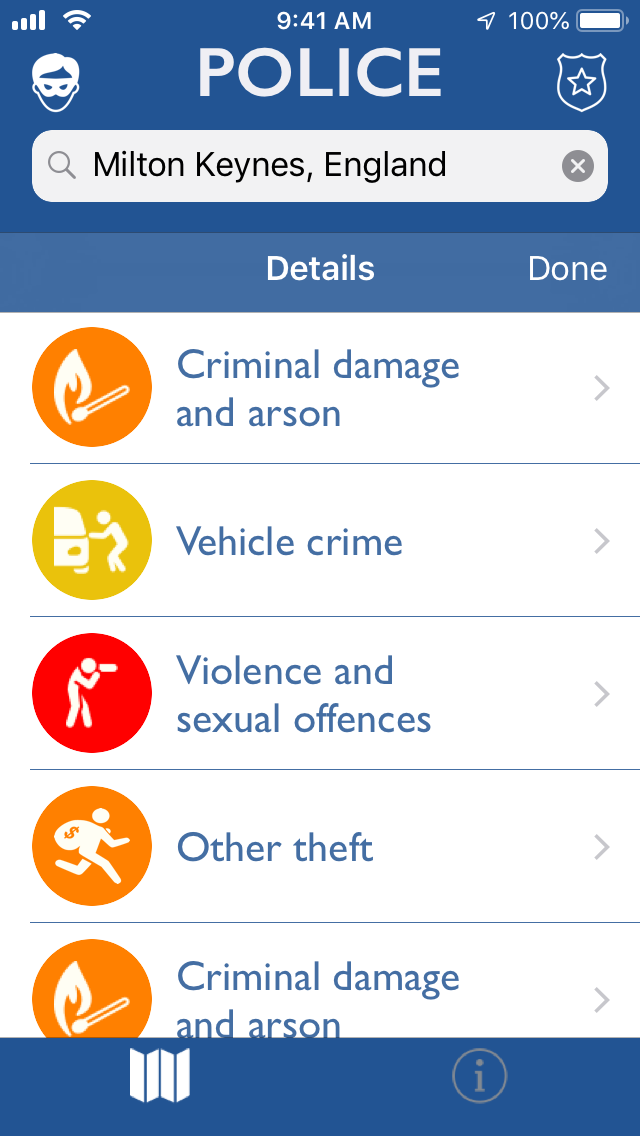 9:41 AM
100%
POLICE
Milton Keynes, England
Details
Done
Criminal damage
and arson
Vehicle crime
Violence and
sexual offences
$
Other theft
Criminal damage
and arson
i